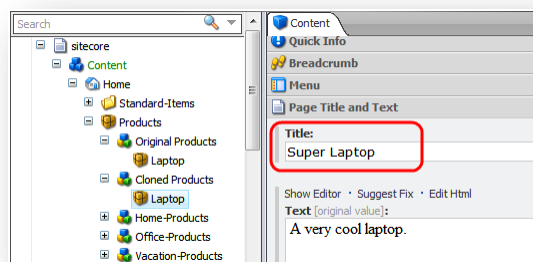 Search
sitecore
Content
Home
Standard-Items
Products
Original Products
Laptop
Cloned Products
Laptop
Home-Products
Office-Products
Vacation-Products
Content
Quick Info
Breadcrumb
Menu
Page Title and Text
Title:
Super Laptop
Show Editor · Suggest Fix · Edit Html
Text [original value]:
A very cool laptop.